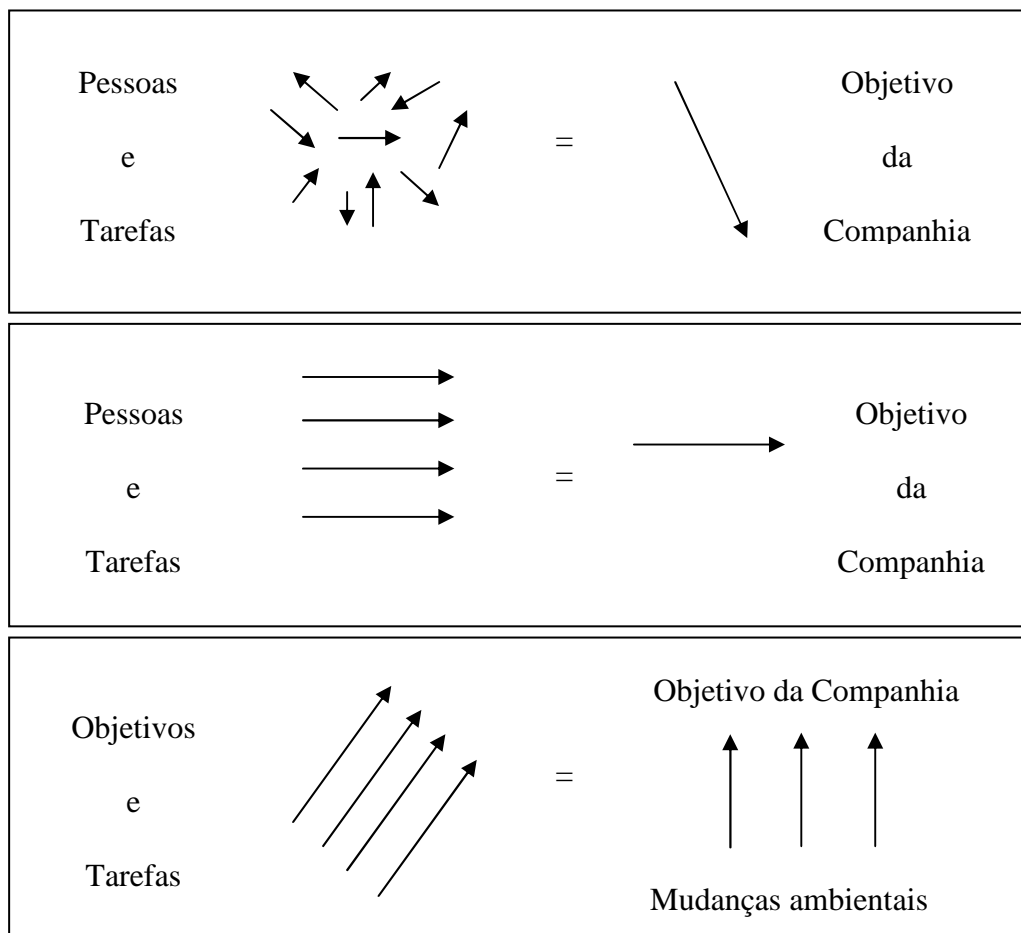 Pessoas
e
Tarefas
=
Objetivo
da
Companhia
Pessoas
e
Tarefas
=
Objetivo
da
Companhia
Objetivos
e
Tarefas
=
Objetivo da Companhia
Mudanças ambientais